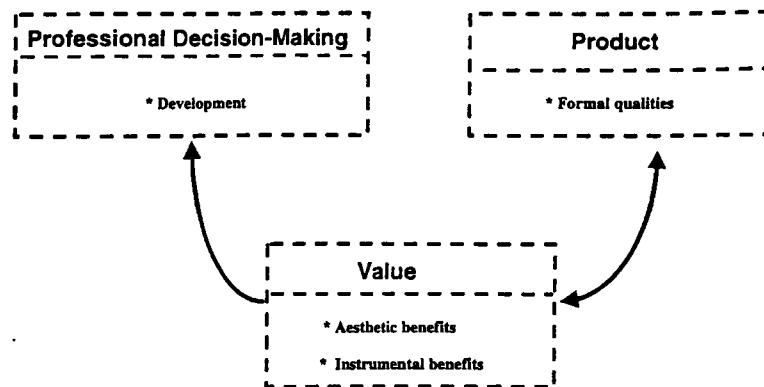 Professional Decision-Making
* Development
Product
* Formal qualities
Value
* Aesthetic benefits
* Instrumental benefits